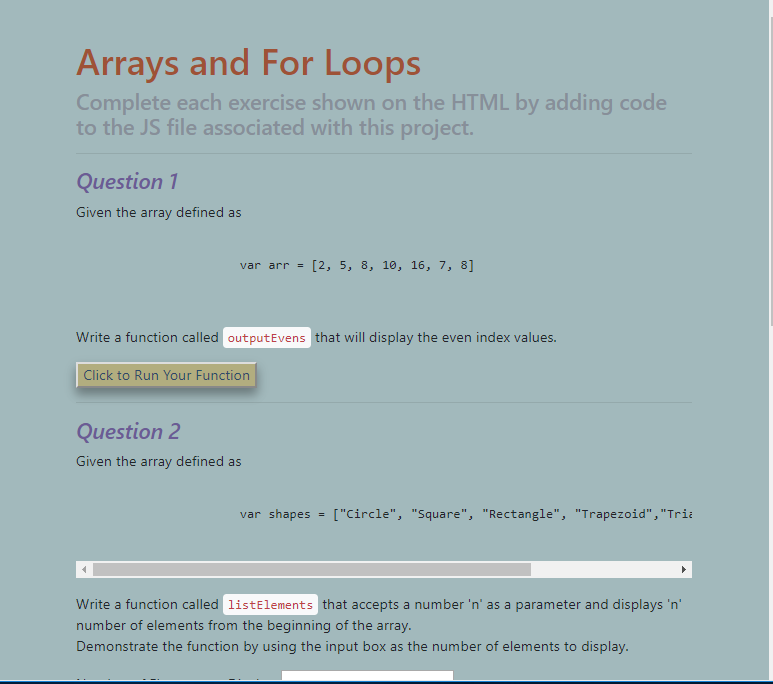 Arrays and For Loops
Complete each exercise shown on the HTML by adding code
to the JS file associated with this project.
Question 1
Given the array defined as
var arr = [2, 5, 8, 10, 16, 7, 8]
Write a function called outputEvens that will display the even index values.
Click to Run Your Function
Question 2
Given the array defined as
var shapes = ["Circle", "Square", "Rectangle", "Trapezoid","Tria
Write a function called listElements that accepts a number 'n' as a parameter and displays 'n'
number of elements from the beginning of the array.
Demonstrate the function by using the input box as the number of elements to display.